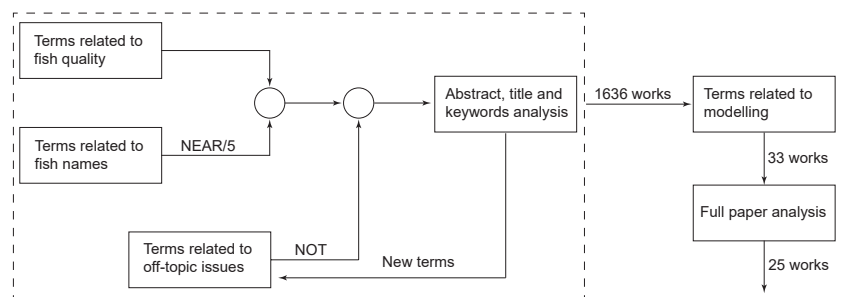 Terms related to
fish quality
Terms related to
fish names
NEAR/5
Terms related to
off-topic issues
NOT
New terms
Abstract, title and
keywords analysis
1636 works
Terms related to
modelling
33 works
Full paper analysis
25 works